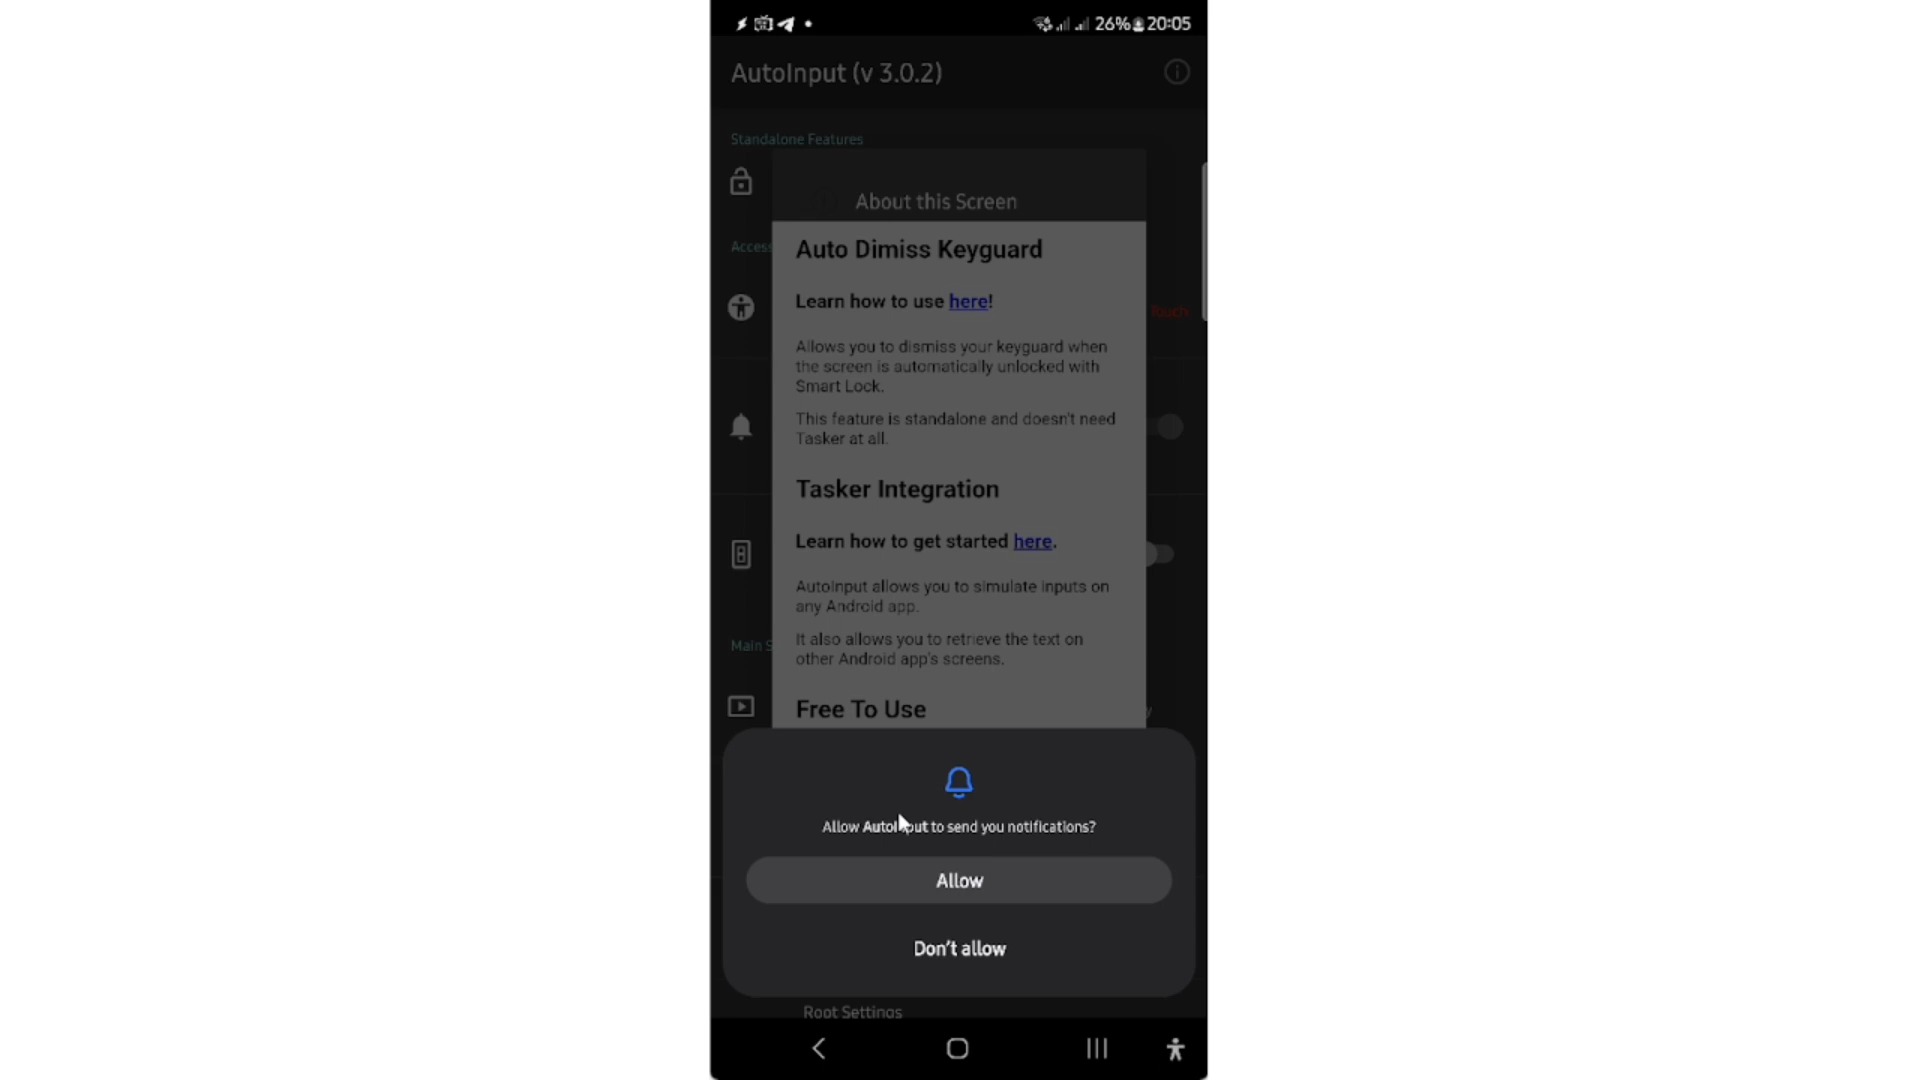 26% 20:05
AutoInput (v 3.0.2)
Standalone Features
About this Screen
Access
Auto Dimiss Keyguard
Learn how to use here!
Touch
Allows you to dismiss your keyguard when
the screen is automatically unlocked with
Smart Lock.
This feature is standalone and doesn't need
Tasker at all.
Tasker Integration
Learn how to get started here.
AutoInput allows you to simulate inputs on
any Android app.
It also allows you to retrieve the text on
other Android app's screens.
Main S
Free To Use
y
Allow AutoInput to send you notifications?
Allow
Don't allow
Root Settings